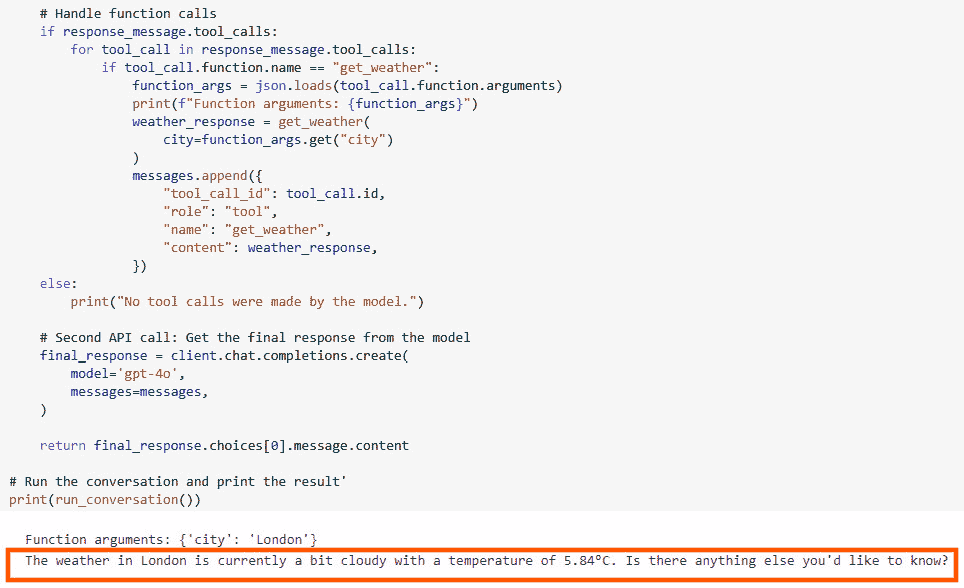 # Handle function calls
if response_message.tool_calls:
for tool_call in response_message.tool_calls:
if tool_call.function.name == "get_weather":
function_args = json.loads(tool_call.function.arguments)
print(f"Function arguments: {function_args}")
weather_response = get_weather(
city=function_args.get("city")
)
messages.append({
"tool_call_id": tool_call.id,
"role": "tool",
"name": "get_weather",
"content": weather_response,
})
else:
print("No tool calls were made by the model.")
# Second API call: Get the final response from the model
final_response = client.chat.completions.create(
model='gpt-4o',
messages=messages,
)
return final_response.choices[0].message.content
# Run the conversation and print the result'
print(run_conversation())
Function arguments: {'city': 'London'}
The weather in London is currently a bit cloudy with a temperature of 5.84°C. Is there anything else you'd like to know?